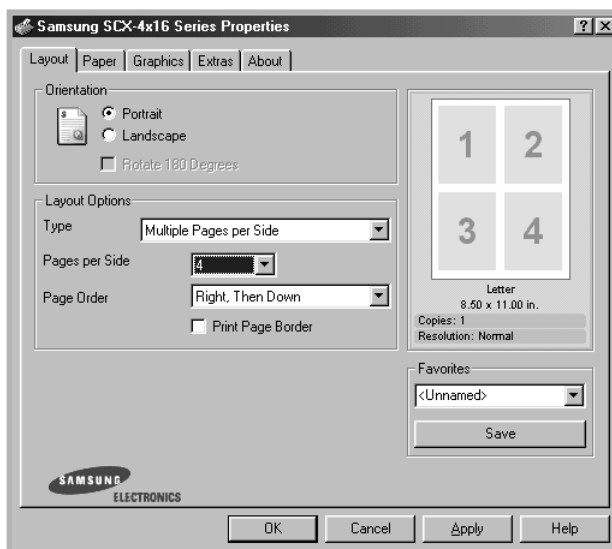 Samsung SCX-4x16 Series Properties
Layout Paper Graphics Extras About
Orientation
Portrait
Landscape
Rotate 180 Degrees
Layout Options
Type Multiple Pages per Side
Pages per Side 4
Page Order Right, Then Down
Print Page Border
1 2
3 4
Letter
8.50 x 11.00 in.
Copies: 1
Resolution: Normal
Favorites
<Unnamed>
Save
SAMSUNG
ELECTRONICS
OK Cancel Apply Help